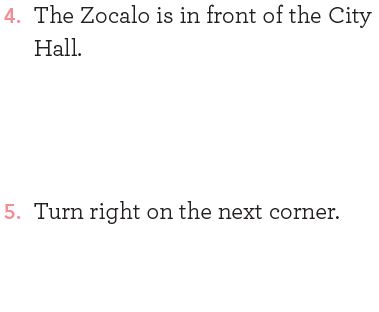 4. The Zocalo is in front of the City
Hall.
5. Turn right on the next corner.